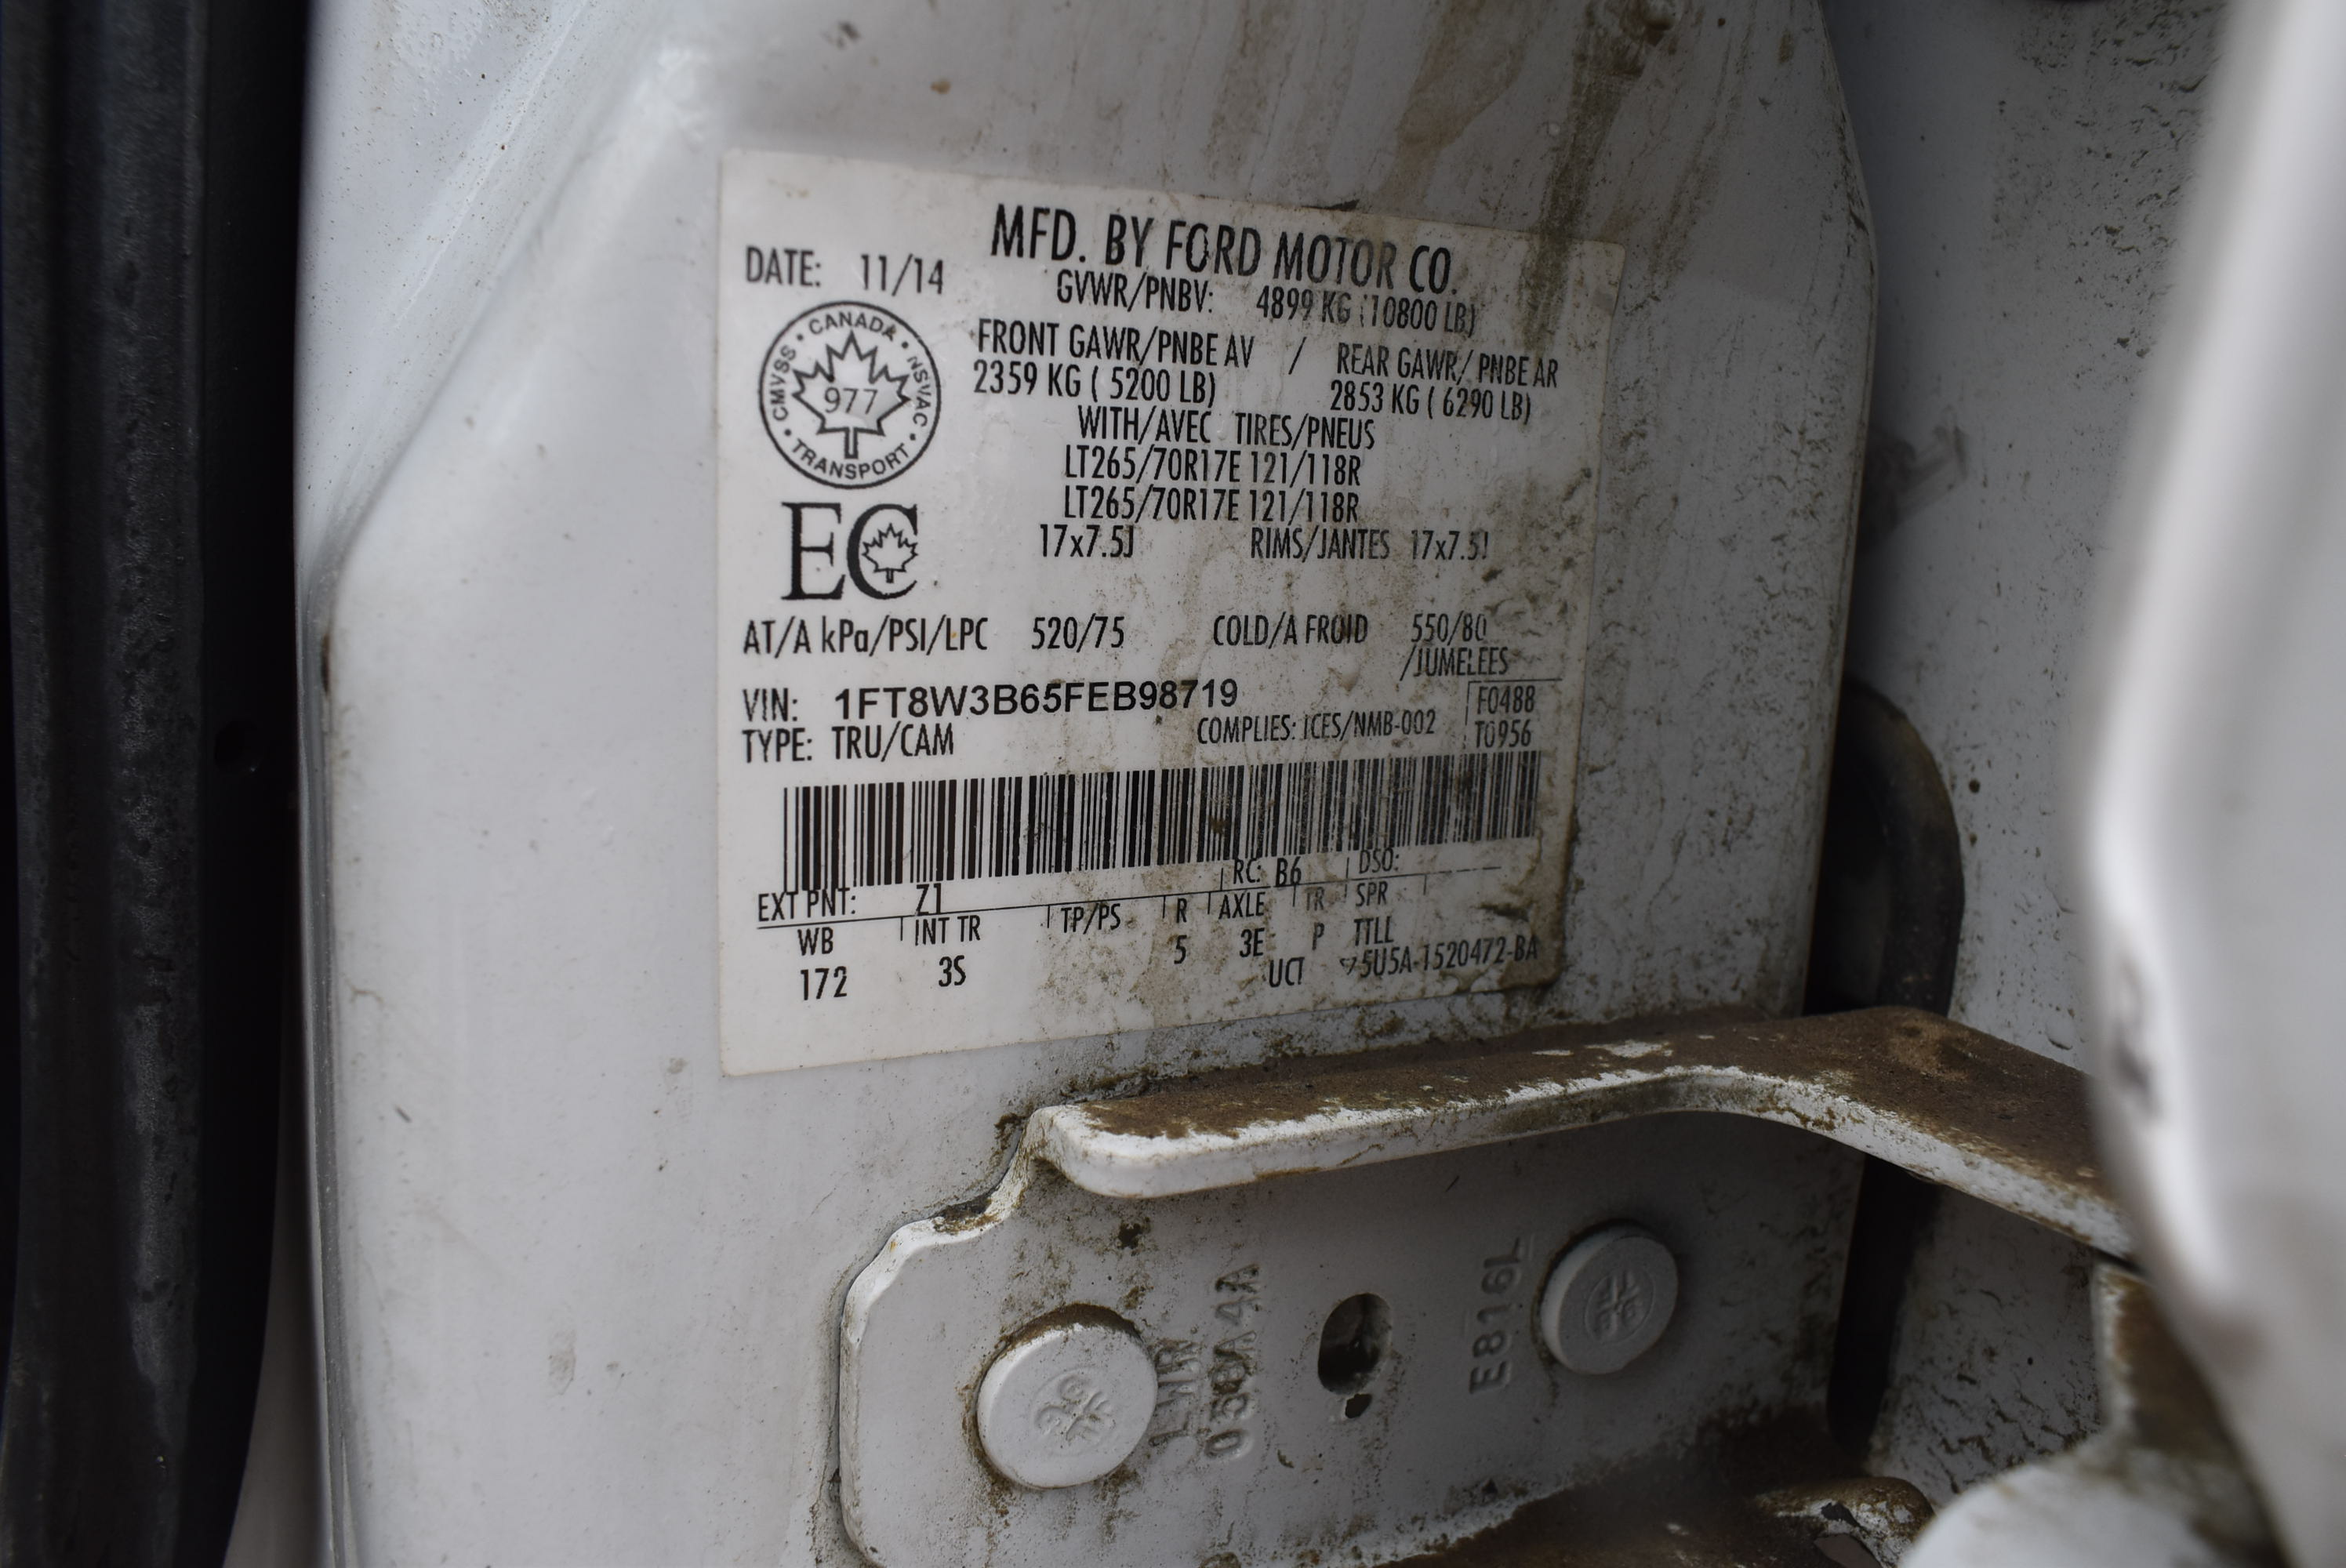 MFD. BY FORD MOTOR CO.
DATE: 11/14
GVWR/PNBV: 4899 KG (10800 LB)
FRONT GAWR/PNBE AV / REAR GAWR/ PNBE AR
2359 KG ( 5200 LB) 2853 KG ( 6290 LB)
WITH/AVEC TIRES/PNEUS
LT265/70R17E 121/118R
LT265/70R17E 121/118R
17x7.5J RIMS/JANTES 17x7.5J
CANADA
CMVSS
NSVAC
977
TRANSPORT
EC
AT/A kPa/PSI/LPC 520/75 COLD/A FROID 550/80
/JUMELEES
VIN: 1FT8W3B65FEB98719
F0488
TYPE: TRU/CAM COMPLIES: ICES/NMB-002 T0956
RC: B6 DSO:
EXT PNT: Z1
WB INT TR TP/PS R AXLE TR SPR
172 3S 5 3E P TTLL
UCT 5U5A-1520472-BA
050A 4A
E816L